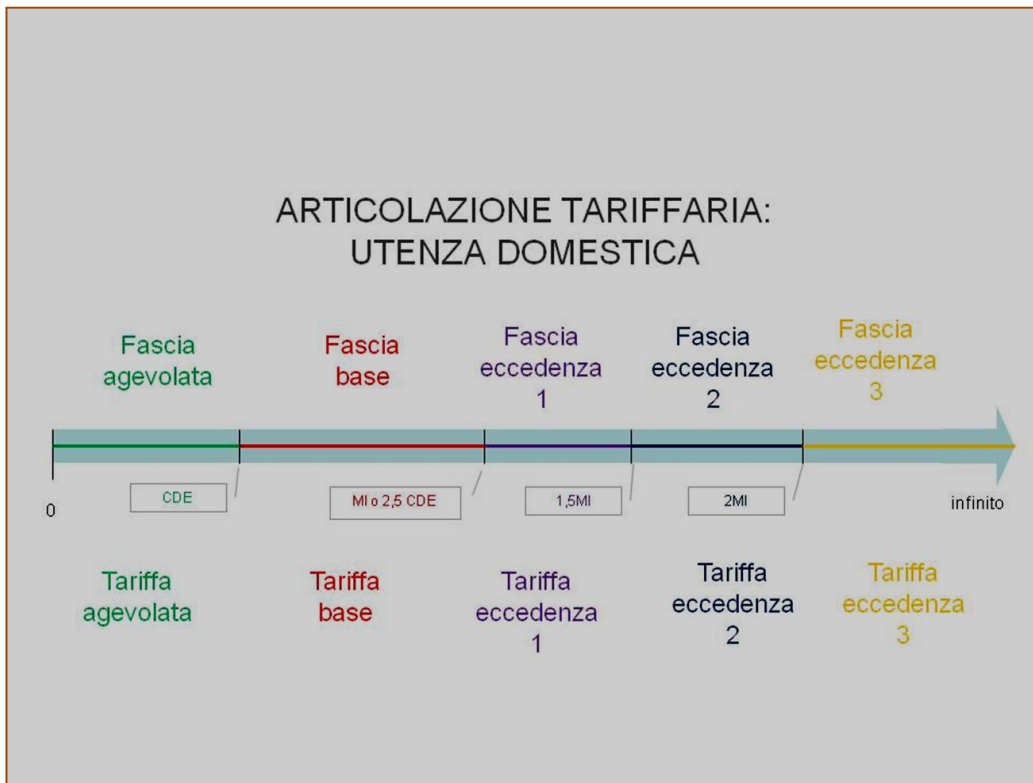 ARTICOLAZIONE TARIFFARIA:
UTENZA DOMESTICA
Fascia
agevolata
Fascia
base
Fascia
eccedenza
1
Fascia
eccedenza
2
Fascia
eccedenza
3
0
CDE
MI o 2,5 CDE
1,5MI
2MI
infinito
Tariffa
agevolata
Tariffa
base
Tariffa
eccedenza
1
Tariffa
eccedenza
2
Tariffa
eccedenza
3